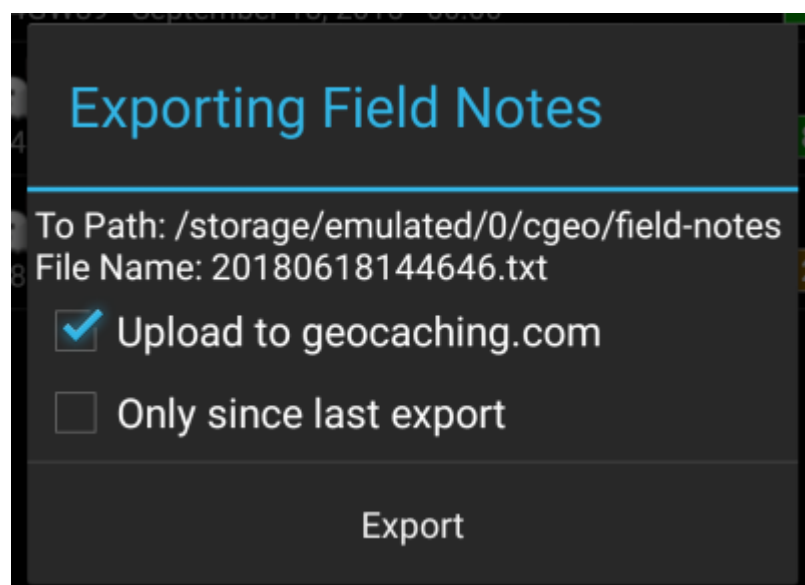 Exporting Field Notes
To Path: /storage/emulated/0/cgeo/field-notes
File Name: 20180618144646.txt
Upload to geocaching.com
Only since last export
Export